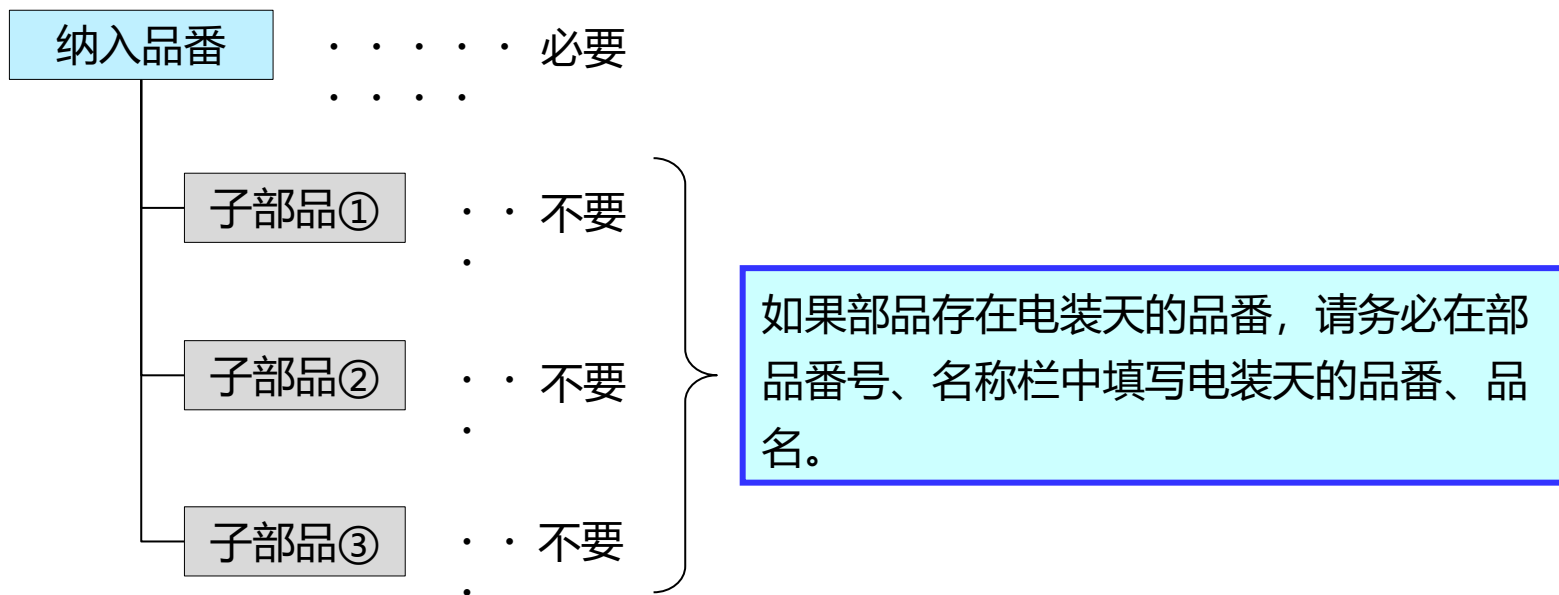 纳入品番 ・・・・・ 必要
・・・・
子部品① ・・ 不要
・
子部品② ・・ 不要
・
子部品③ ・・ 不要
・
如果部品存在电装天的品番，请务必在部
品番号、名称栏中填写电装天的品番、品
名。